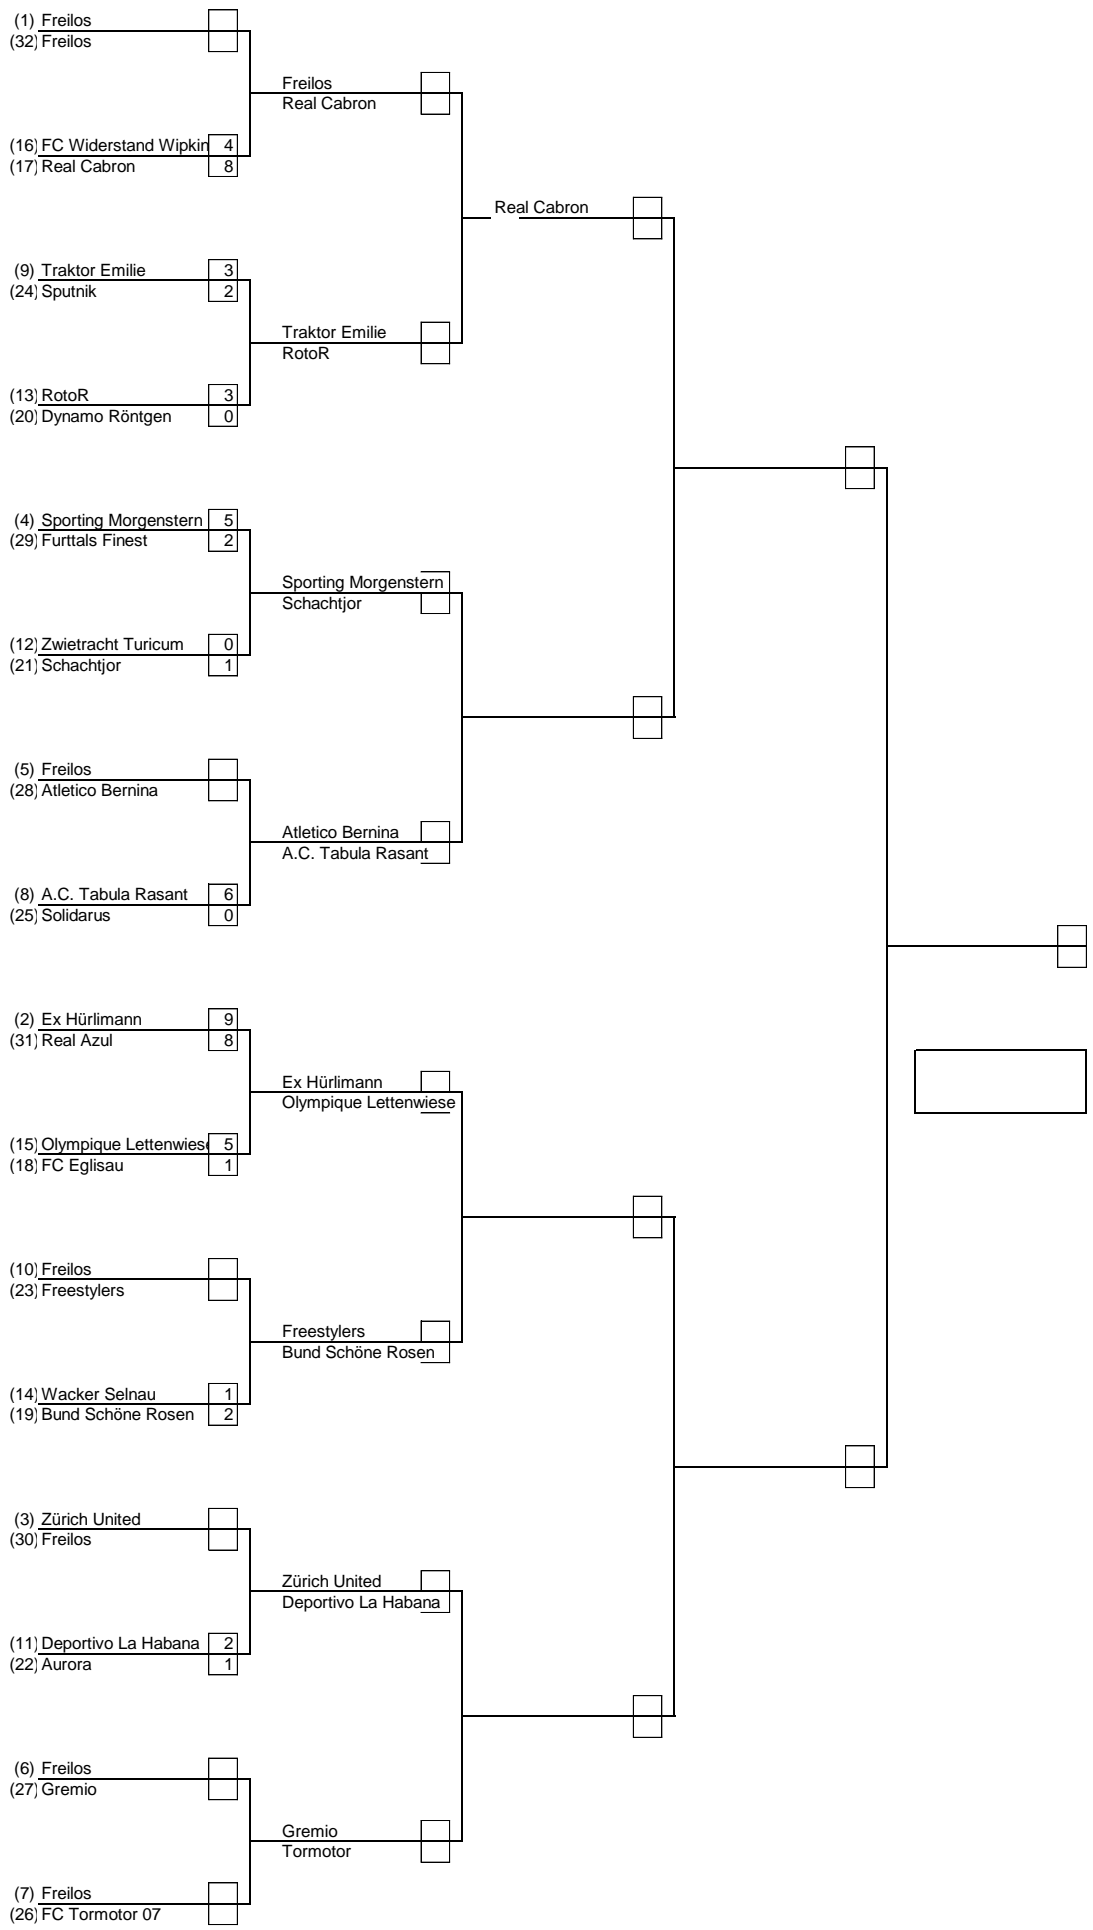 (1) Freilos
(32) Freilos
Freilos
Real Cabron
(16) FC Widerstand Wipkin 4
(17) Real Cabron 8
Real Cabron
(9) Traktor Emilie 3
(24) Sputnik 2
Traktor Emilie
RotoR
(13) RotoR 3
(20) Dynamo Röntgen 0
(4) Sporting Morgenstern 5
(29) Furttals Finest 2
Sporting Morgenstern
Schachtjor
(12) Zwietracht Turicum 0
(21) Schachtjor 1
(5) Freilos
(28) Atletico Bernina
Atletico Bernina
A.C. Tabula Rasant
(8) A.C. Tabula Rasant 6
(25) Solidarus 0
(2) Ex Hürlimann 9
(31) Real Azul 8
Ex Hürlimann
Olympique Lettenwiese
(15) Olympique Lettenwiese 5
(18) FC Eglisau 1
(10) Freilos
(23) Freestylers
Freestylers
Bund Schöne Rosen
(14) Wacker Selnau 1
(19) Bund Schöne Rosen 2
(3) Zürich United
(30) Freilos
Zürich United
Deportivo La Habana
(11) Deportivo La Habana 2
(22) Aurora 1
(6) Freilos
(27) Gremio
Gremio
Tormotor
(7) Freilos
(26) FC Tormotor 07